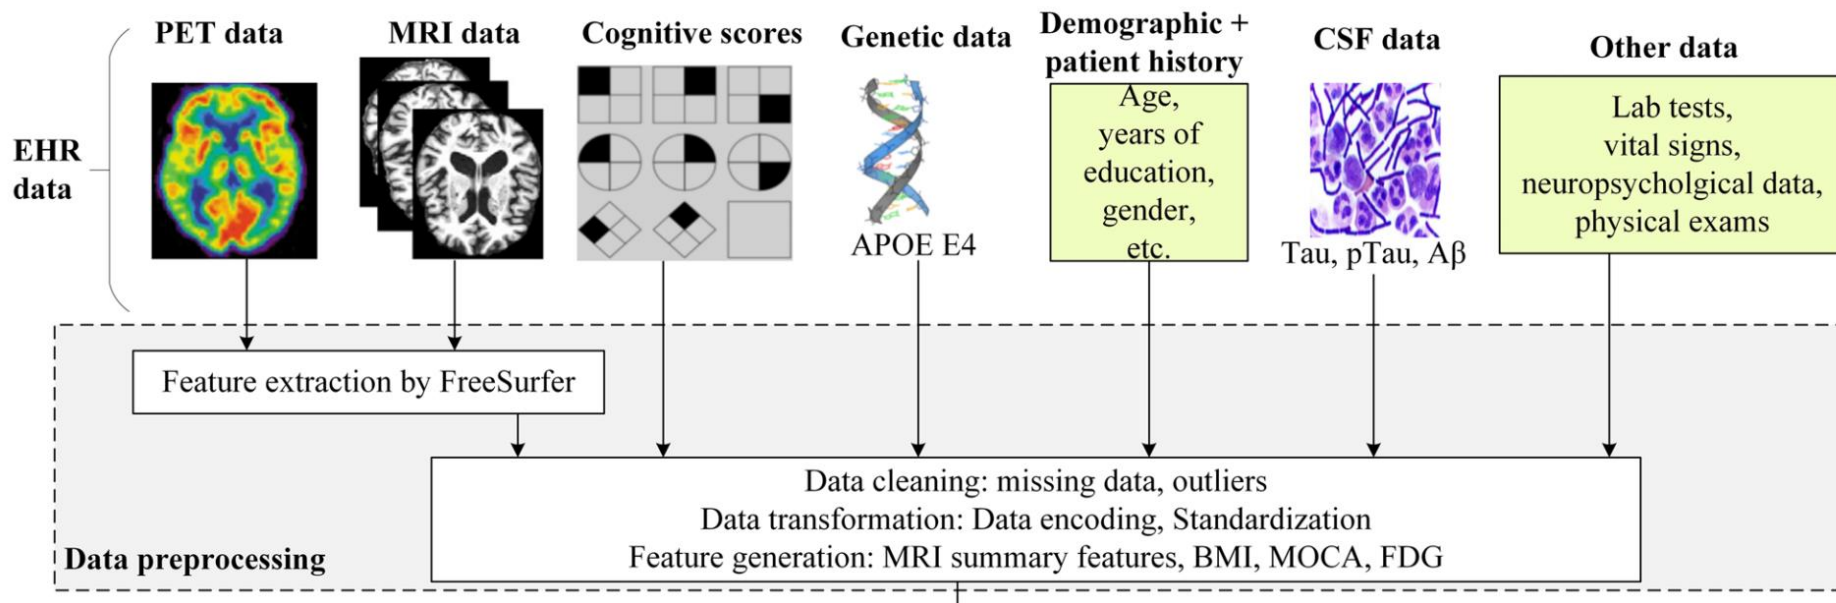 PET data
MRI data
Cognitive scores
Genetic data
Demographic +
patient history
CSF data
Other data
EHR
data
APOE E4
Age,
years of
education,
gender,
etc.
Tau, pTau, Aβ
Lab tests,
vital signs,
neuropsycholgical data,
physical exams
Feature extraction by FreeSurfer
Data cleaning: missing data, outliers
Data transformation: Data encoding, Standardization
Feature generation: MRI summary features, BMI, MOCA, FDG
Data preprocessing